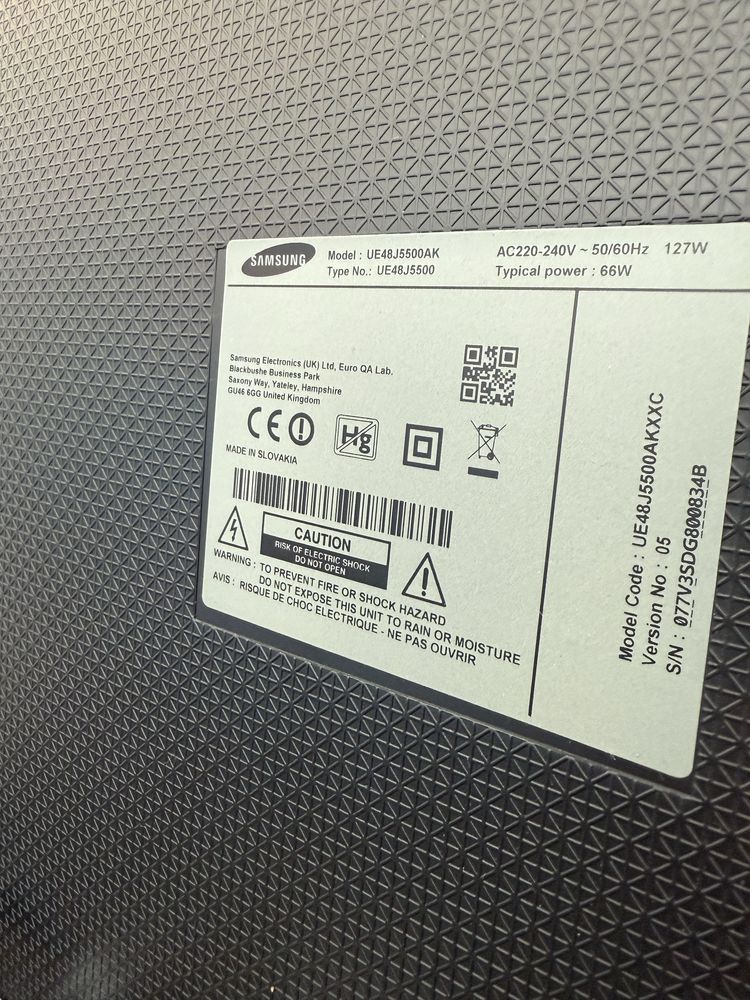 SAMSUNG
Model : UE48J5500AK
Type No.: UE48J5500
AC220-240V ~ 50/60Hz 127W
Typical power : 66W
Samsung Electronics (UK) Ltd, Euro QA Lab.
Blackbushe Business Park
Saxony Way, Yateley, Hampshire
GU46 6GG United Kingdom
CE
Hg
MADE IN SLOVAKIA
CAUTION
RISK OF ELECTRIC SHOCK
DO NOT OPEN
WARNING : TO PREVENT FIRE OR SHOCK HAZARD
DO NOT EXPOSE THIS UNIT TO RAIN OR MOISTURE
AVIS : RISQUE DE CHOC ELECTRIQUE - NE PAS OUVRIR
Model Code : UE48J5500AKXXC
Version No : 05
S/N : 077V3SDG800834B